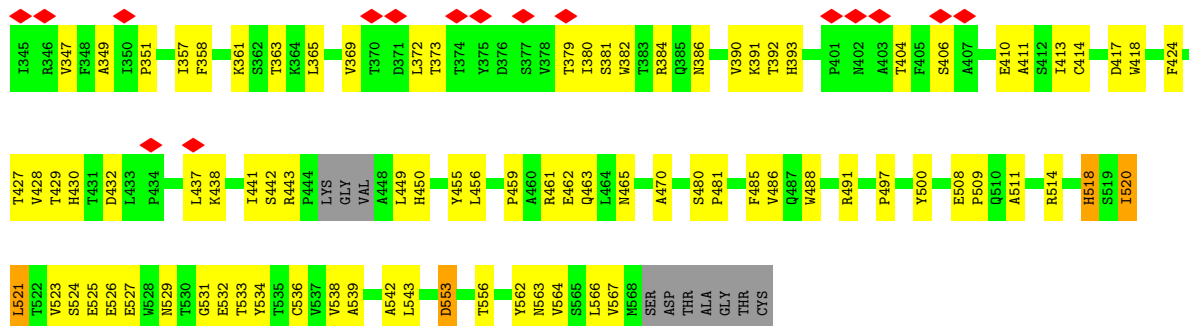 I345 R346 V347 F348 A349 I350 P351 I357 F358 K361 S362 T363 K364 L365 V369 T370 D371 L372 T373 T374 Y375 D376 S377 V378 T379 I380 S381 W382 T383 R384 Q385 N386 V390 K391 T392 H393 P401 N402 A403 T404 F405 S406 A407 E410 A411 S412 I413 C414 D417 W418 F424
T427 V428 T429 H430 T431 D432 L433 P434 L437 K438 I441 S442 R443 P444 LYS GLY VAL A448 L449 H450 Y455 L456 P459 A460 R461 E462 Q463 L464 N465 A470 S480 P481 F485 V486 Q487 W488 R491 P497 Y500 E508 P509 Q510 A511 R514 H518 S519 I520
L521 T522 V523 S524 E525 E526 E527 W528 N529 T530 G531 E532 T533 Y534 T535 C536 V537 V538 A539 A542 L543 D553 T556 Y562 N563 V564 S565 L566 V567 M568 SER ASP THR ALA GLY THR CYS